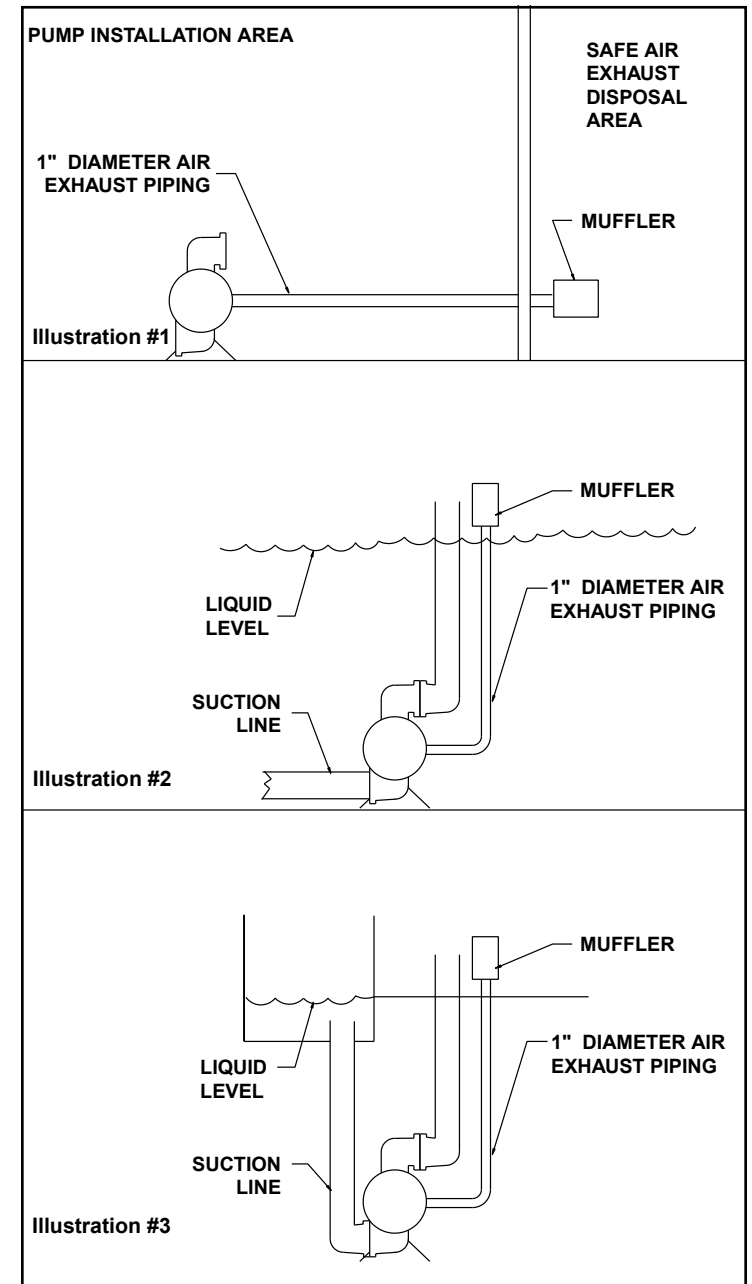 PUMP INSTALLATION AREA
SAFE AIR
EXHAUST
DISPOSAL
AREA
1" DIAMETER AIR
EXHAUST PIPING
MUFFLER
Illustration #1
MUFFLER
LIQUID
LEVEL
1" DIAMETER AIR
EXHAUST PIPING
SUCTION
LINE
Illustration #2
MUFFLER
LIQUID
LEVEL
1" DIAMETER AIR
EXHAUST PIPING
SUCTION
LINE
Illustration #3